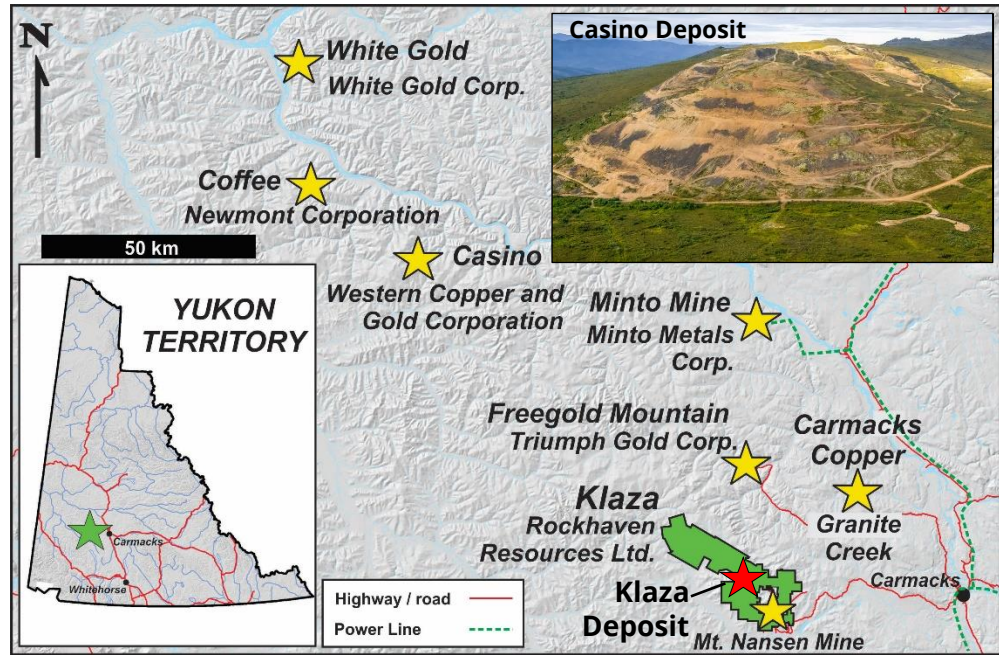 N
White Gold
White Gold Corp.
Casino Deposit
Coffee
Newmont Corporation
50 km
Casino
Western Copper and
Gold Corporation
Minto Mine
Minto Metals
Corp.
YUKON
TERRITORY
Carmacks
Whitehorse
Freegold Mountain
Triumph Gold Corp.
Carmacks
Copper
Granite
Creek
Klaza
Rockhaven
Resources Ltd.
Klaza
Deposit
Carmacks
Mt. Nansen Mine
Highway / road
Power Line